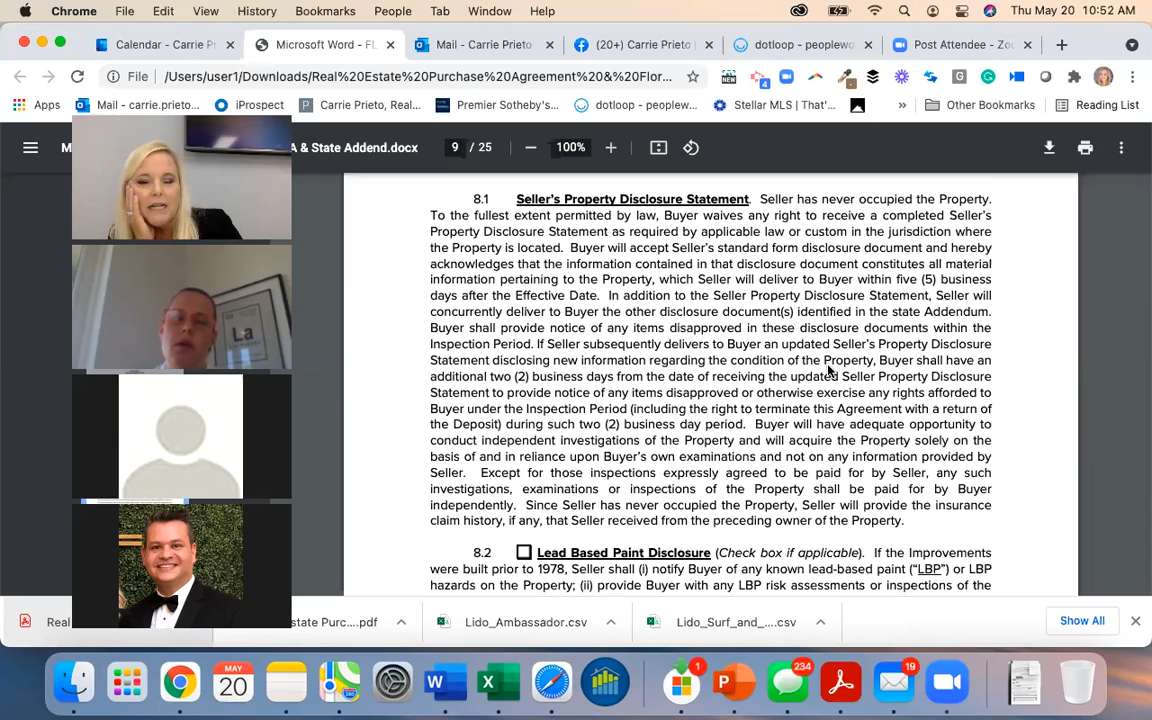 Chrome File Edit View History Bookmarks People Tab Window Help Thu May 20 10:52 AM
Calendar - Carrie Pr Microsoft Word - FL Mail - Carrie Prieto (20+) Carrie Prieto dotloop - peoplewo Post Attendee - Zoo
File /Users/user1/Downloads/Real%20Estate%20Purchase%20Agreement%20&%20Flor...
NEW 4
Apps Mail - carrie.prieto... iProspect Carrie Prieto, Real... Premier Sotheby's... dotloop - peoplew... Stellar MLS | That'... » Other Bookmarks Reading List
M A & State Addend.docx 9 / 25 100%
8.1 Seller's Property Disclosure Statement. Seller has never occupied the Property.
To the fullest extent permitted by law, Buyer waives any right to receive a completed Seller's
Property Disclosure Statement as required by applicable law or custom in the jurisdiction where
the Property is located. Buyer will accept Seller's standard form disclosure document and hereby
acknowledges that the information contained in that disclosure document constitutes all material
information pertaining to the Property, which Seller will deliver to Buyer within five (5) business
days after the Effective Date. In addition to the Seller Property Disclosure Statement, Seller will
concurrently deliver to Buyer the other disclosure document(s) identified in the state Addendum.
Buyer shall provide notice of any items disapproved in these disclosure documents within the
Inspection Period. If Seller subsequently delivers to Buyer an updated Seller's Property Disclosure
Statement disclosing new information regarding the condition of the Property, Buyer shall have an
additional two (2) business days from the date of receiving the updated Seller Property Disclosure
Statement to provide notice of any items disapproved or otherwise exercise any rights afforded to
Buyer under the Inspection Period (including the right to terminate this Agreement with a return of
the Deposit) during such two (2) business day period. Buyer will have adequate opportunity to
conduct independent investigations of the Property and will acquire the Property solely on the
basis of and in reliance upon Buyer's own examinations and not on any information provided by
Seller. Except for those inspections expressly agreed to be paid for by Seller, any such
investigations, examinations or inspections of the Property shall be paid for by Buyer
independently. Since Seller has never occupied the Property, Seller will provide the insurance
claim history, if any, that Seller received from the preceding owner of the Property.
8.2 Lead Based Paint Disclosure (Check box if applicable). If the Improvements
were built prior to 1978, Seller shall (i) notify Buyer of any known lead-based paint ("LBP") or LBP
hazards on the Property; (ii) provide Buyer with any LBP risk assessments or inspections of the
La
Real state Purc....pdf Lido_Ambassador.csv Lido_Surf_and_....csv Show All
MAY
20
1 234 19